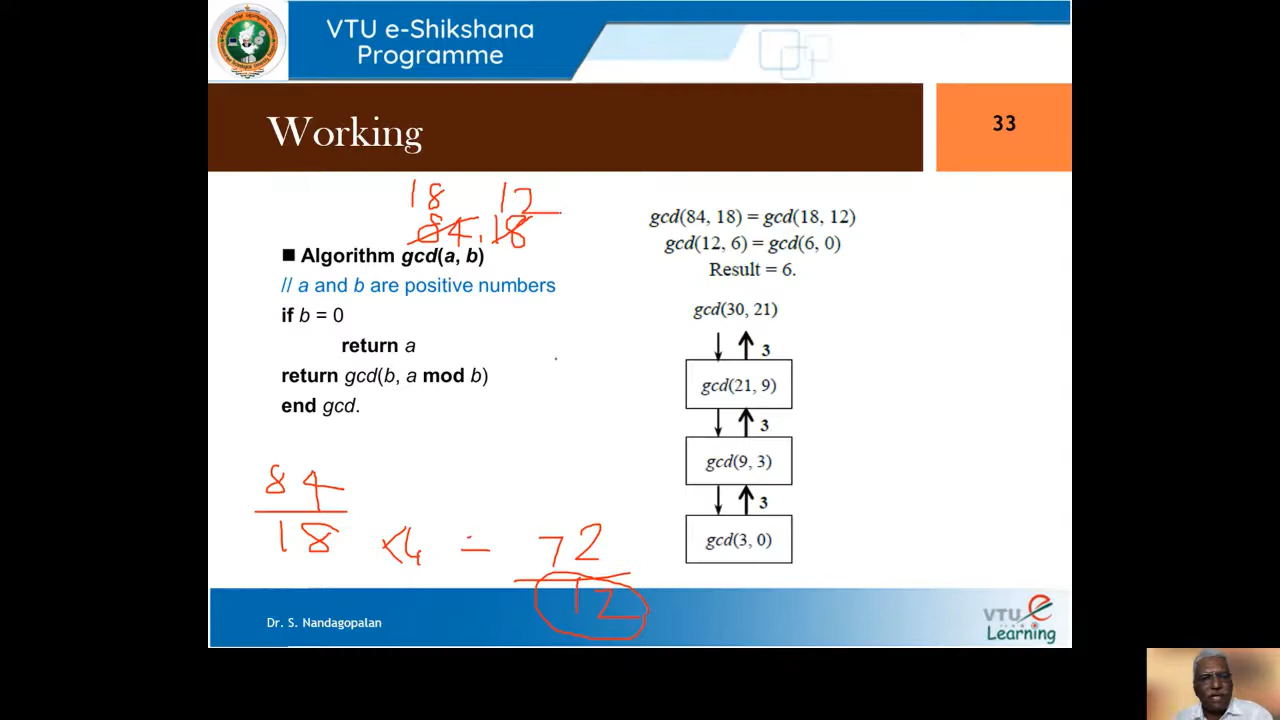 VTU e-Shikshana
Programme
Working
33
18 12
84, 18
■ Algorithm gcd(a, b)
// a and b are positive numbers
if b = 0
return a
return gcd(b, a mod b)
end gcd.
84
18 ×4 = 72
12
gcd(84, 18) = gcd(18, 12)
gcd(12, 6) = gcd(6, 0)
Result = 6.
gcd(30, 21)
3
gcd(21, 9)
3
gcd(9, 3)
3
gcd(3, 0)
Dr. S. Nandagopalan
VTU e
Learning